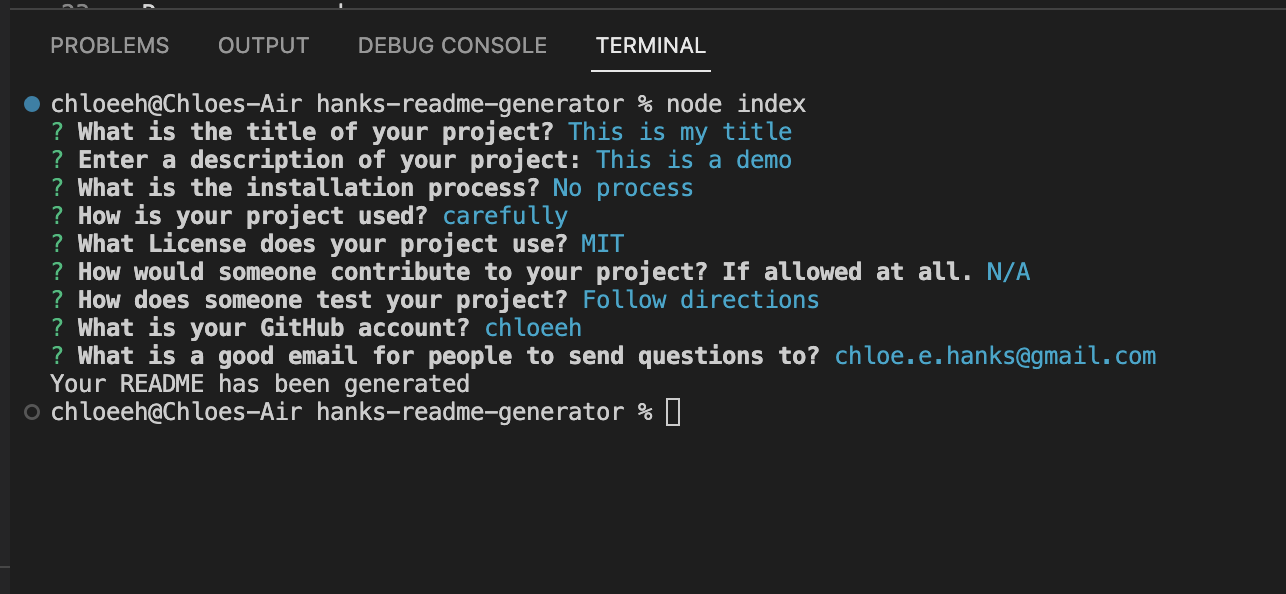 PROBLEMS OUTPUT DEBUG CONSOLE TERMINAL
chloeeh@Chloes-Air hanks-readme-generator % node index
? What is the title of your project? This is my title
? Enter a description of your project: This is a demo
? What is the installation process? No process
? How is your project used? carefully
? What License does your project use? MIT
? How would someone contribute to your project? If allowed at all. N/A
? How does someone test your project? Follow directions
? What is your GitHub account? chloeeh
? What is a good email for people to send questions to? chloe.e.hanks@gmail.com
Your README has been generated
chloeeh@Chloes-Air hanks-readme-generator %